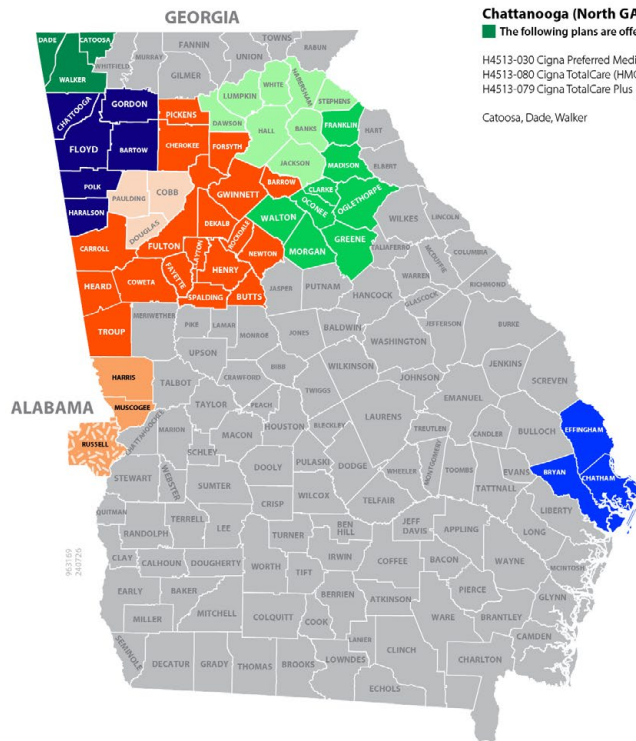 GEORGIA
Chattanooga (North GA
The following plans are offe
H4513-030 Cigna Preferred Medi
H4513-080 Cigna TotalCare (HMO
H4513-079 Cigna TotalCare Plus
Catoosa, Dade, Walker
DADE
CATOOSA
WALKER
WHITFIELD
MURRAY
FANNIN
GILMER
UNION
TOWNS
RABUN
LUMPKIN
WHITE
HABERSHAM
STEPHENS
CHATTOOGA
GORDON
PICKENS
DAWSON
HALL
BANKS
FRANKLIN
HART
FLOYD
BARTOW
CHEROKEE
FORSYTH
JACKSON
MADISON
ELBERT
POLK
PAULDING
COBB
GWINNETT
BARROW
CLARKE
OCONEE
OGLETHORPE
HARALSON
DOUGLAS
DEKALB
ROCKDALE
WALTON
WILKES
LINCOLN
CARROLL
FULTON
CLAYTON
NEWTON
MORGAN
GREENE
TALIAFERRO
MCDUFFIE
COLUMBIA
HEARD
COWETA
FAYETTE
HENRY
SPALDING
BUTTS
JASPER
PUTNAM
HANCOCK
WARREN
GLASCOCK
RICHMOND
TROUP
MERIWETHER
PIKE
LAMAR
MONROE
JONES
BALDWIN
WASHINGTON
JEFFERSON
BURKE
UPSON
HARRIS
TALBOT
CRAWFORD
BIBB
TWIGGS
WILKINSON
JOHNSON
JENKINS
SCREVEN
EMANUEL
ALABAMA
MUSCOGEE
TAYLOR
PEACH
HOUSTON
BLECKLEY
LAURENS
TREUTLEN
CANDLER
BULLOCH
EFFINGHAM
RUSSELL
CHATTAHOOCHEE
MARION
MACON
SCHLEY
DOOLY
PULASKI
DODGE
WHEELER
MONTGOMERY
TOOMBS
EVANS
TATTNALL
BRYAN
CHATHAM
STEWART
WEBSTER
SUMTER
CRISP
WILCOX
TELFAIR
LIBERTY
QUITMAN
RANDOLPH
TERRELL
LEE
TURNER
BEN
HILL
JEFF
DAVIS
APPLING
LONG
963169
240726
CLAY
CALHOUN
DOUGHERTY
WORTH
TIFT
IRWIN
COFFEE
BACON
WAYNE
MCINTOSH
EARLY
BAKER
MITCHELL
COLQUITT
BERRIEN
ATKINSON
PIERCE
GLYNN
MILLER
COOK
WARE
BRANTLEY
CAMDEN
SEMINOLE
DECATUR
GRADY
THOMAS
BROOKS
LANIER
LOWNDES
CLINCH
CHARLTON
ECHOLS